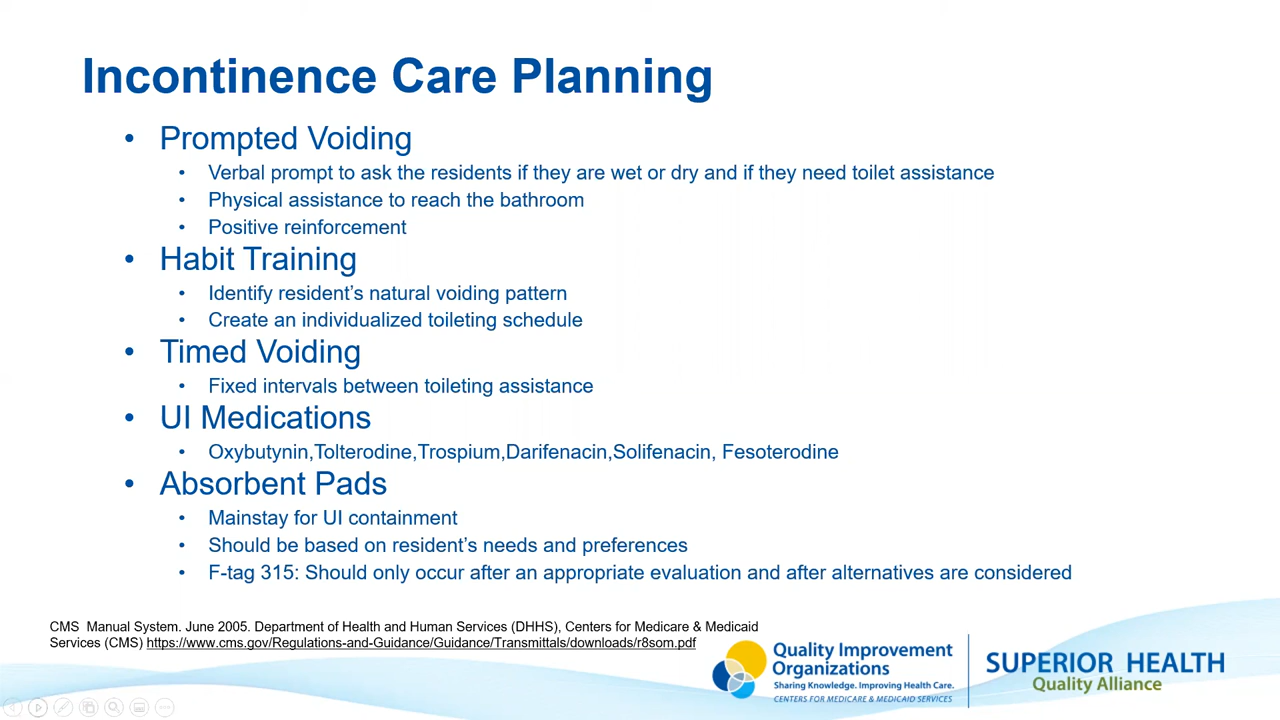 Incontinence Care Planning
• Prompted Voiding
• Verbal prompt to ask the residents if they are wet or dry and if they need toilet assistance
• Physical assistance to reach the bathroom
• Positive reinforcement
• Habit Training
• Identify resident’s natural voiding pattern
• Create an individualized toileting schedule
• Timed Voiding
• Fixed intervals between toileting assistance
• UI Medications
• Oxybutynin,Tolterodine,Trospium,Darifenacin,Solifenacin, Fesoterodine
• Absorbent Pads
• Mainstay for UI containment
• Should be based on resident’s needs and preferences
• F-tag 315: Should only occur after an appropriate evaluation and after alternatives are considered
CMS Manual System. June 2005. Department of Health and Human Services (DHHS), Centers for Medicare & Medicaid
Services (CMS) https://www.cms.gov/Regulations-and-Guidance/Guidance/Transmittals/downloads/r8som.pdf
Quality Improvement
Organizations
Sharing Knowledge. Improving Health Care.
CENTERS FOR MEDICARE & MEDICAID SERVICES
SUPERIOR HEALTH
Quality Alliance